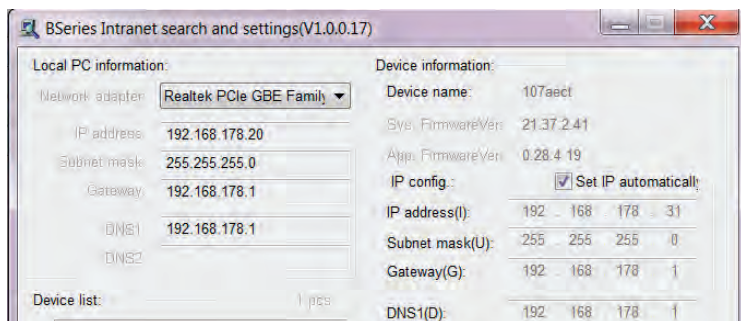 BSeries Intranet search and settings(V1.0.0.17)
Local PC information:
Network adapter Realtek PCIe GBE Family
IP address 192.168.178.20
Subnet mask 255.255.255.0
Gateway 192.168.178.1
DNS1 192.168.178.1
DNS2
Device list: 1 pcs
Device information:
Device name: 107aect
Sys. FirmwareVer: 21.37.2.41
App. FirmwareVer: 0.28.4.19
IP config.: Set IP automatically
IP address(I): 192 . 168 . 178 . 31
Subnet mask(U): 255 . 255 . 255 . 0
Gateway(G): 192 . 168 . 178 . 1
DNS1(D): 192 . 168 . 178 . 1